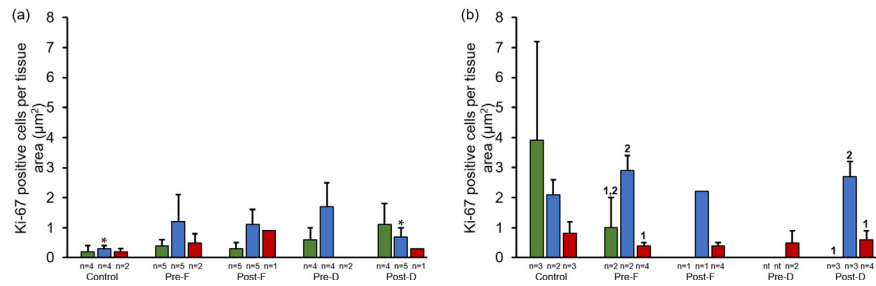 (a)
Ki-67 positive cells per tissue
area (µm²)
8
7
6
5
4
3
2
1
0
*
*
n=4 n=4 n=2
n=5 n=5 n=2
n=5 n=5 n=1
n=4 n=4 n=2
n=4 n=5 n=1
Control
Pre-F
Post-F
Pre-D
Post-D
(b)
Ki-67 positive cells per tissue
area (µm²)
8
7
6
5
4
3
2
1
0
1,2
2
1
1
2
1
n=3 n=2 n=3
n=2 n=2 n=4
n=1 n=1 n=4
nt nt n=2
n=3 n=3 n=4
Control
Pre-F
Post-F
Pre-D
Post-D